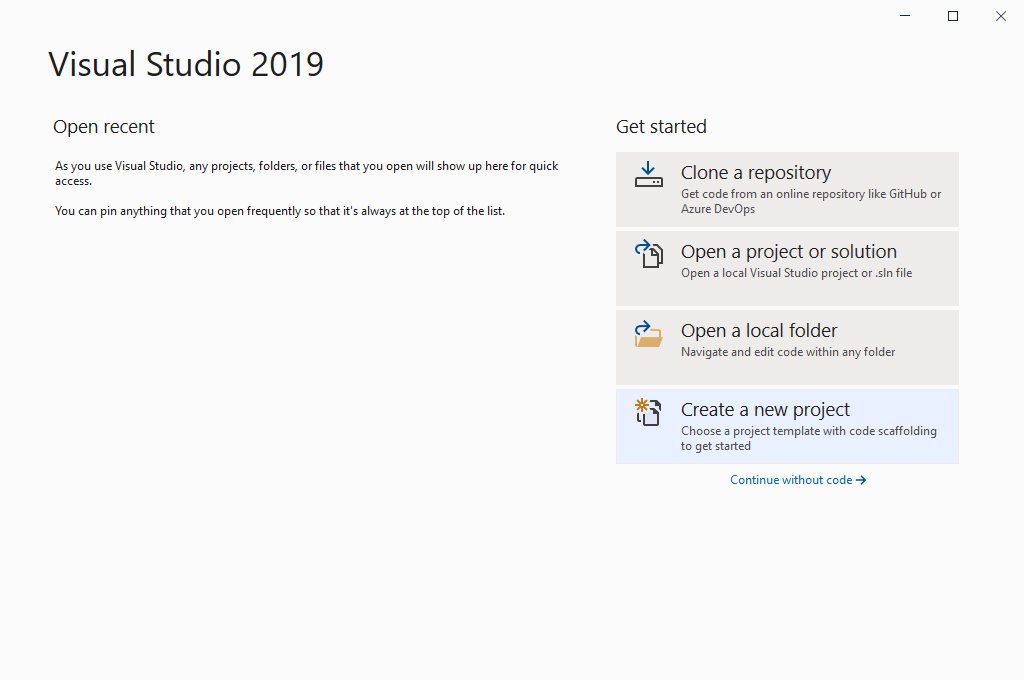 Visual Studio 2019
Open recent
As you use Visual Studio, any projects, folders, or files that you open will show up here for quick
access.
You can pin anything that you open frequently so that it's always at the top of the list.
Get started
Clone a repository
Get code from an online repository like GitHub or
Azure DevOps
Open a project or solution
Open a local Visual Studio project or .sln file
Open a local folder
Navigate and edit code within any folder
Create a new project
Choose a project template with code scaffolding
to get started
Continue without code →